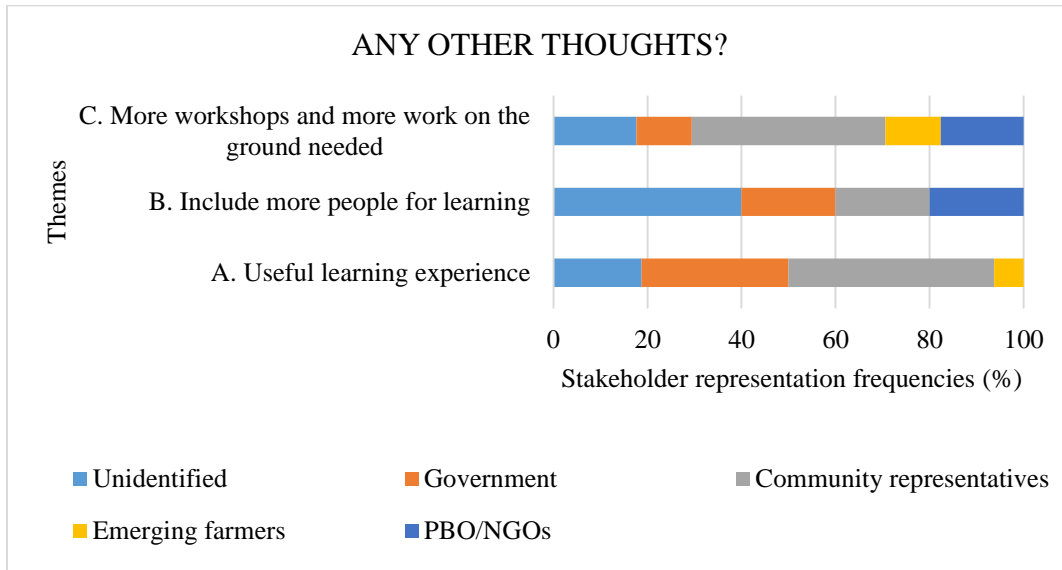 ANY OTHER THOUGHTS?
Themes
C. More workshops and more work on the
ground needed
B. Include more people for learning
A. Useful learning experience
0 20 40 60 80 100
Stakeholder representation frequencies (%)
Unidentified Government Community representatives
Emerging farmers PBO/NGOs